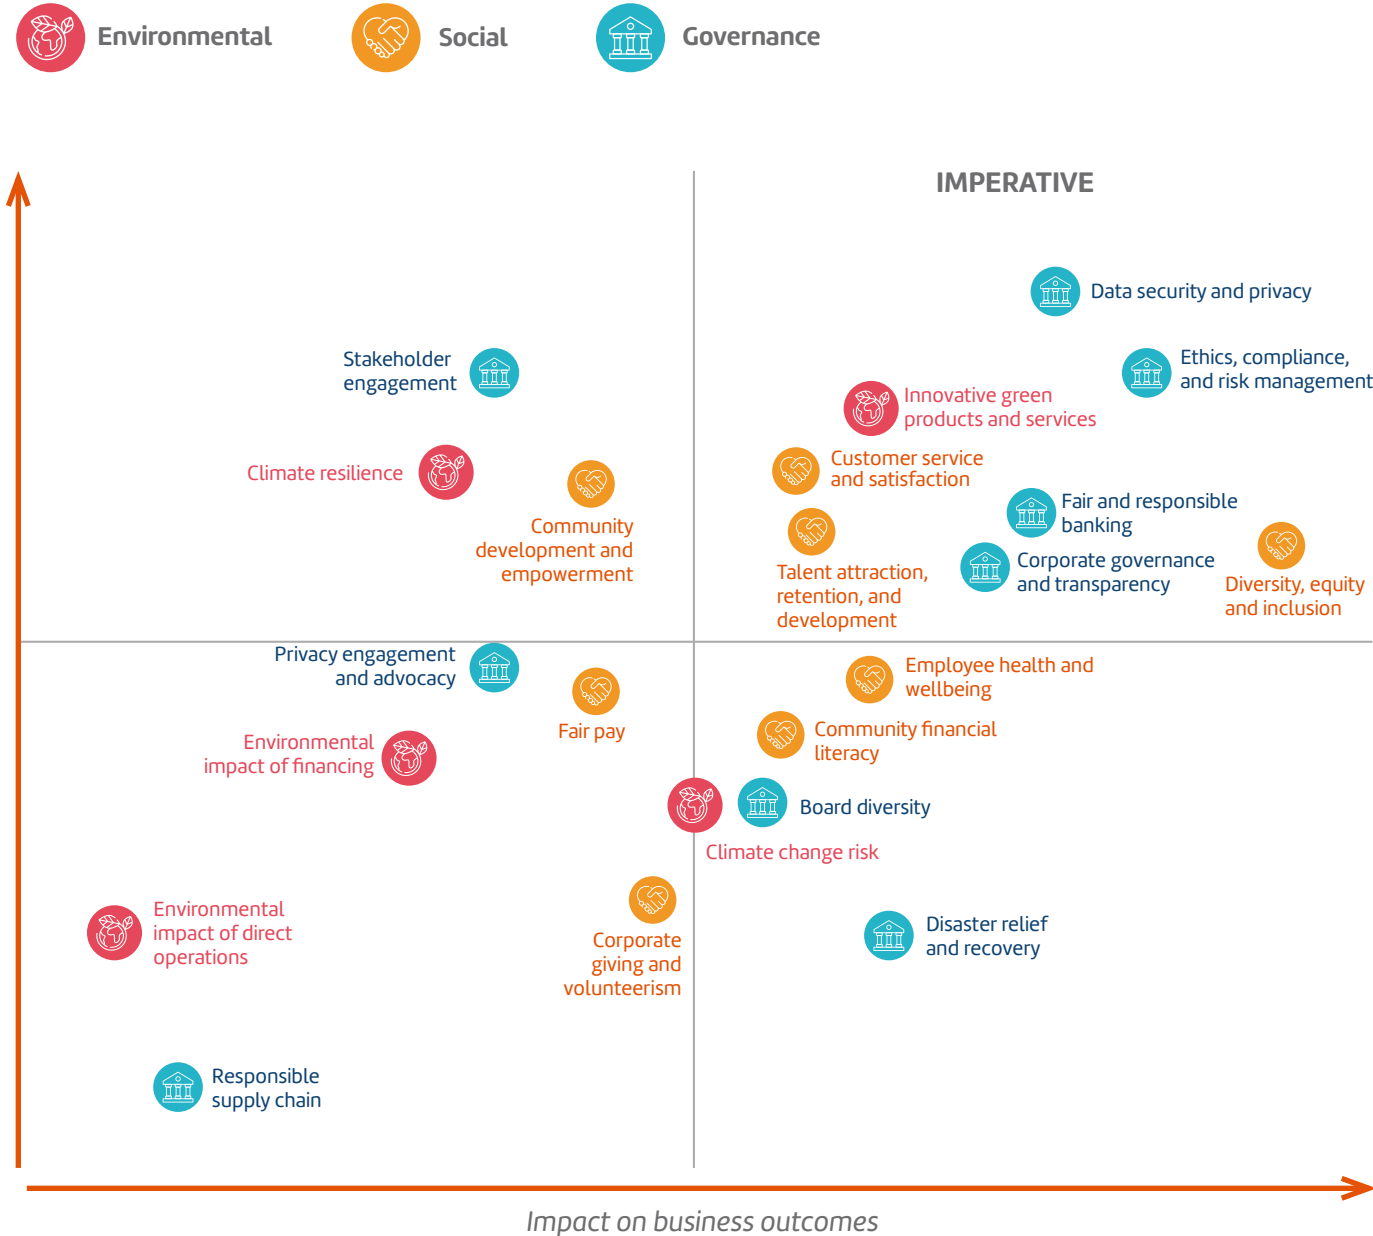 Environmental
Social
Governance
IMPERATIVE
Data security and privacy
Stakeholder
engagement
Ethics, compliance,
and risk management
Innovative green
products and services
Climate resilience
Customer service
and satisfaction
Community
development and
empowerment
Fair and responsible
banking
Talent attraction,
retention, and
development
Corporate governance
and transparency
Diversity, equity
and inclusion
Privacy engagement
and advocacy
Employee health and
wellbeing
Fair pay
Community financial
literacy
Environmental
impact of financing
Board diversity
Climate change risk
Environmental
impact of direct
operations
Corporate
giving and
volunteerism
Disaster relief
and recovery
Responsible
supply chain
Impact on business outcomes